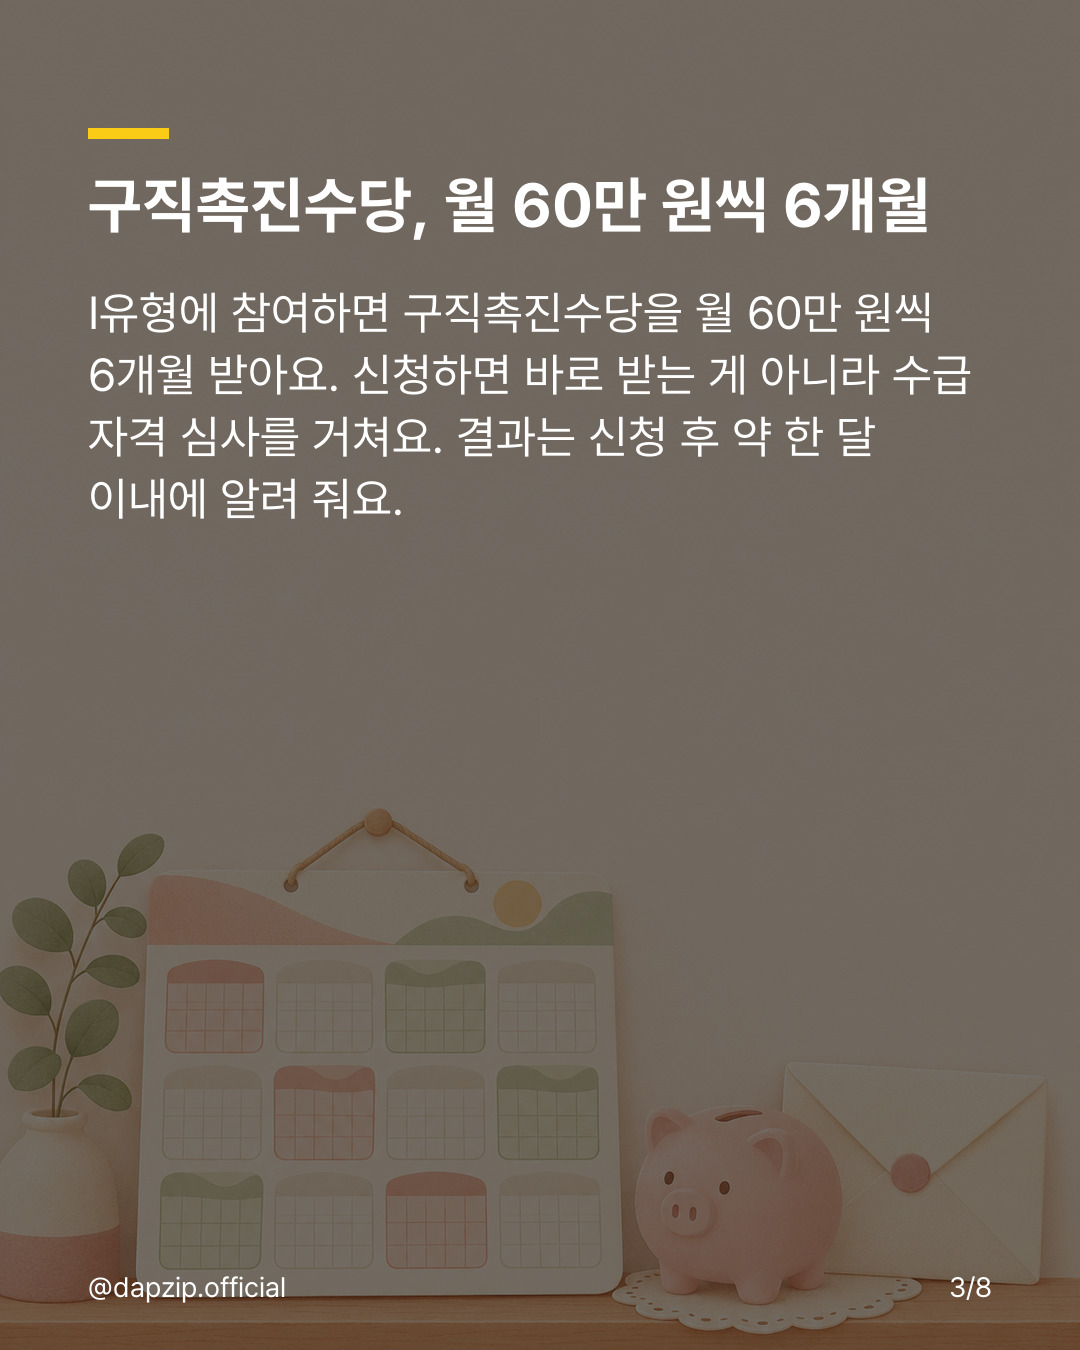 구직촉진수당, 월 60만 원씩 6개월
I유형에 참여하면 구직촉진수당을 월 60만 원씩
6개월 받아요. 신청하면 바로 받는 게 아니라 수급
자격 심사를 거쳐요. 결과는 신청 후 약 한 달
이내에 알려 줘요.
@dapzip.official
3/8